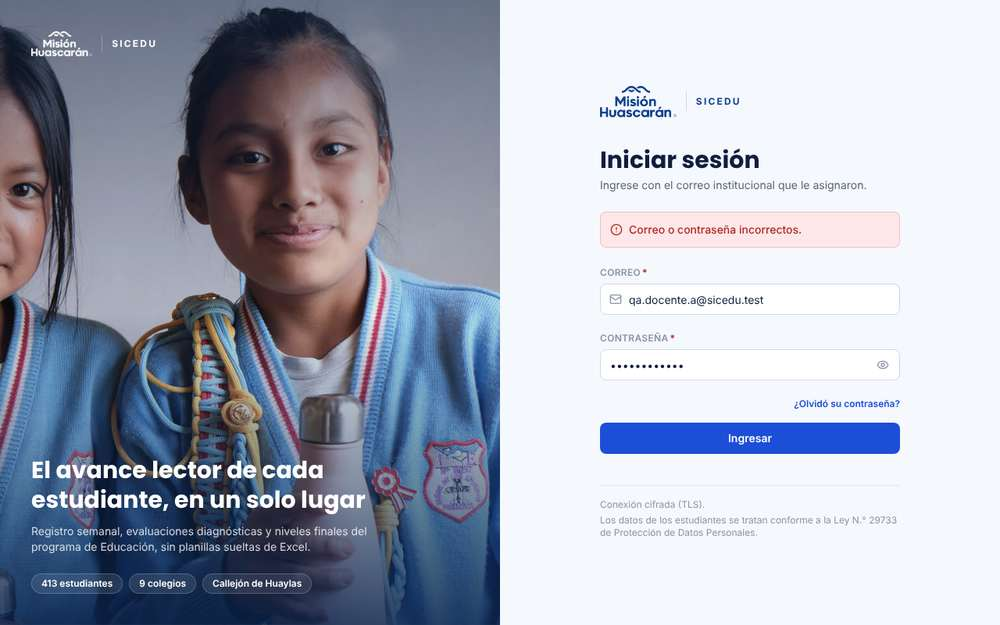 Misión
Huascarán
SICEDU
El avance lector de cada
estudiante, en un solo lugar
Registro semanal, evaluaciones diagnósticas y niveles finales del
programa de Educación, sin planillas sueltas de Excel.
413 estudiantes
9 colegios
Callejón de Huaylas
Misión
Huascarán
SICEDU
Iniciar sesión
Ingrese con el correo institucional que le asignaron.
Correo o contraseña incorrectos.
CORREO*
qa.docente.a@sicedu.test
CONTRASEÑA*
••••••••••••
¿Olvidó su contraseña?
Ingresar
Conexión cifrada (TLS).
Los datos de los estudiantes se tratan conforme a la Ley N.° 29733
de Protección de Datos Personales.